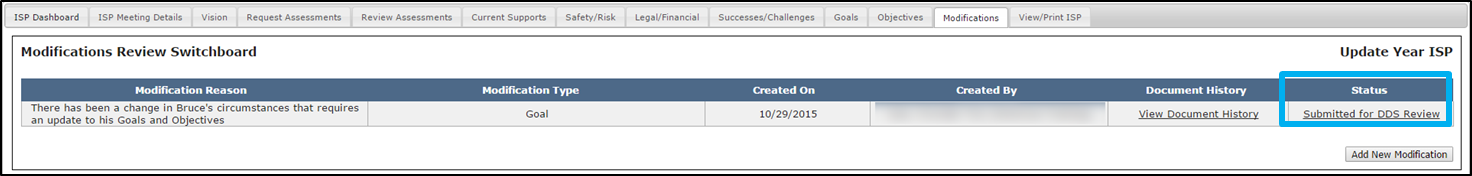 ISP Dashboard ISP Meeting Details Vision Request Assessments Review Assessments Current Supports Safety/Risk Legal/Financial Successes/Challenges Goals Objectives Modifications View/Print ISP
Modifications Review Switchboard Update Year ISP
Modification Reason Modification Type Created On Created By Document History Status
There has been a change in Bruce's circumstances that requires
an update to his Goals and Objectives Goal 10/29/2015 View Document History Submitted for DDS Review
Add New Modification